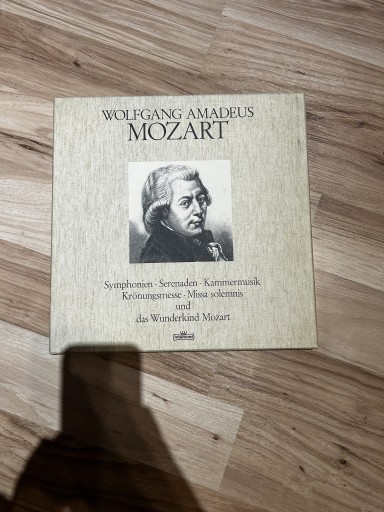 WOLFGANG AMADEUS
MOZART
Symphonien · Serenaden · Kammermusik
Krönungsmesse · Missa solemnis
und
das Wunderkind Mozart